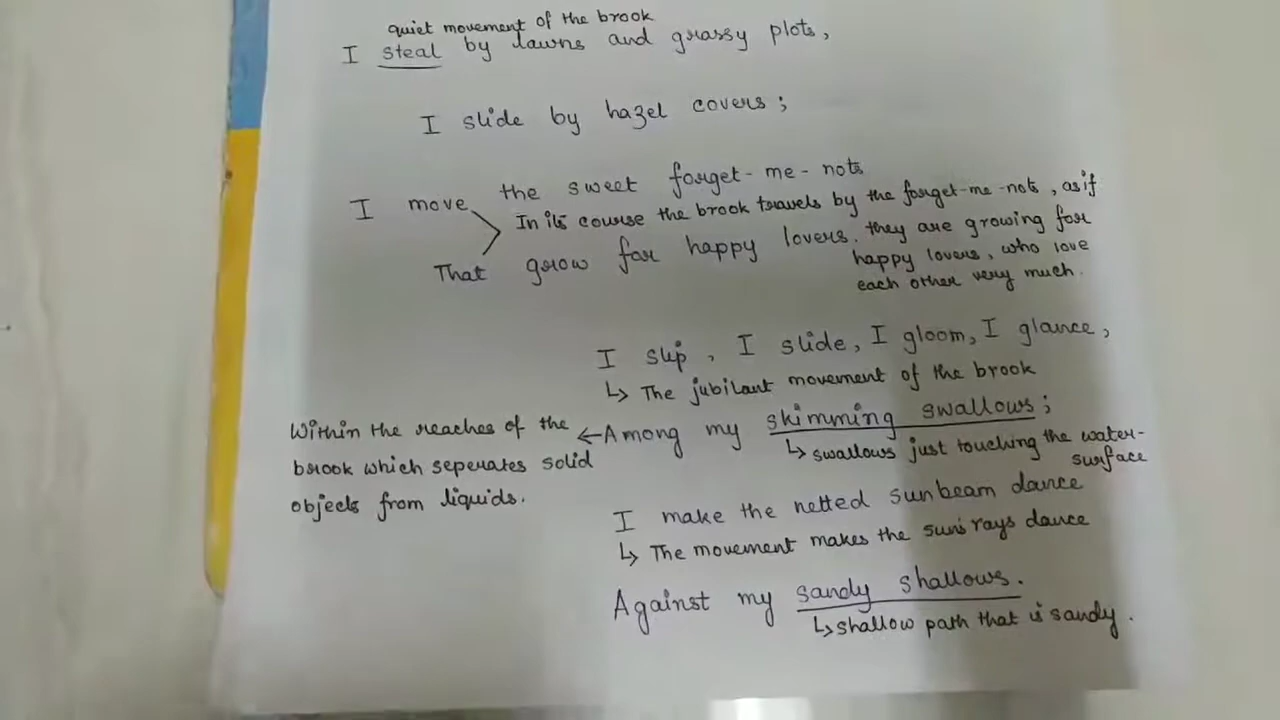 quiet movement of the brook
I steal by lawns and grassy plots,
I slide by hazel covers;
I move the sweet forget-me-nots
In its course the brook travels by the forget-me-nots, as if
they are growing for
happy lovers, who love
each other very much.
That grow for happy lovers.
I slip, I slide, I gloom, I glance,
↳ The jubilant movement of the brook
Among my skimming swallows;
↳ swallows just touching the water-
surface
Within the reaches of the
brook which seperates solid
objects from liquids.
I make the netted sunbeam dance
↳ The movement makes the sun's rays dance
Against my sandy shallows.
↳ shallow path that is sandy.